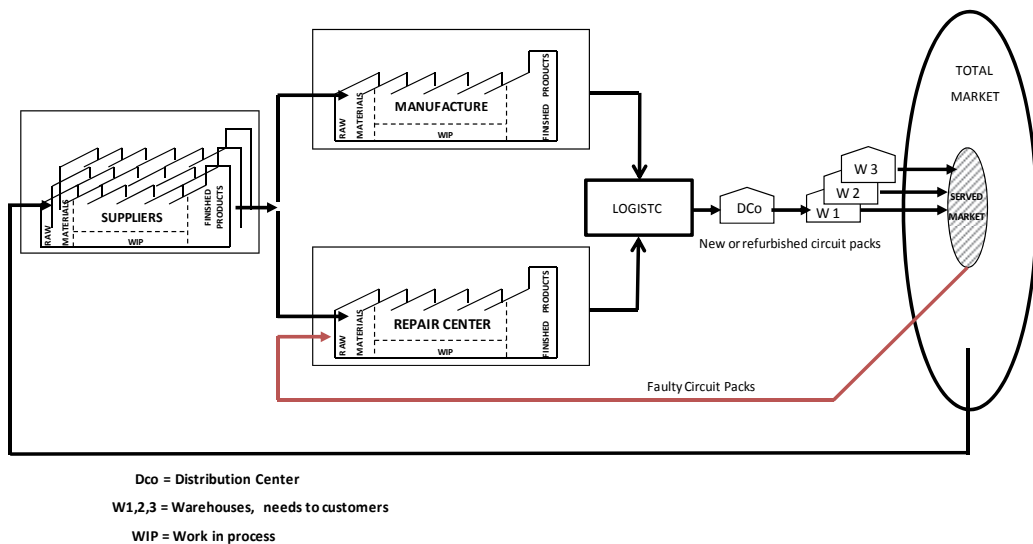 TOTAL
MARKET
RAW
MATERIALS
MANUFACTURE
WIP
FINISHED PRODUCTS
RAW
MATERIALS
SUPPLIERS
WIP
FINISHED
PRODUCTS
LOGISTC
DCo
W 3
W 2
W 1
SERVED
MARKET
New or refurbished circuit packs
RAW
MATERIALS
REPAIR CENTER
WIP
FINISHED PRODUCTS
Faulty Circuit Packs
Dco = Distribution Center
W1,2,3 = Warehouses, needs to customers
WIP = Work in process